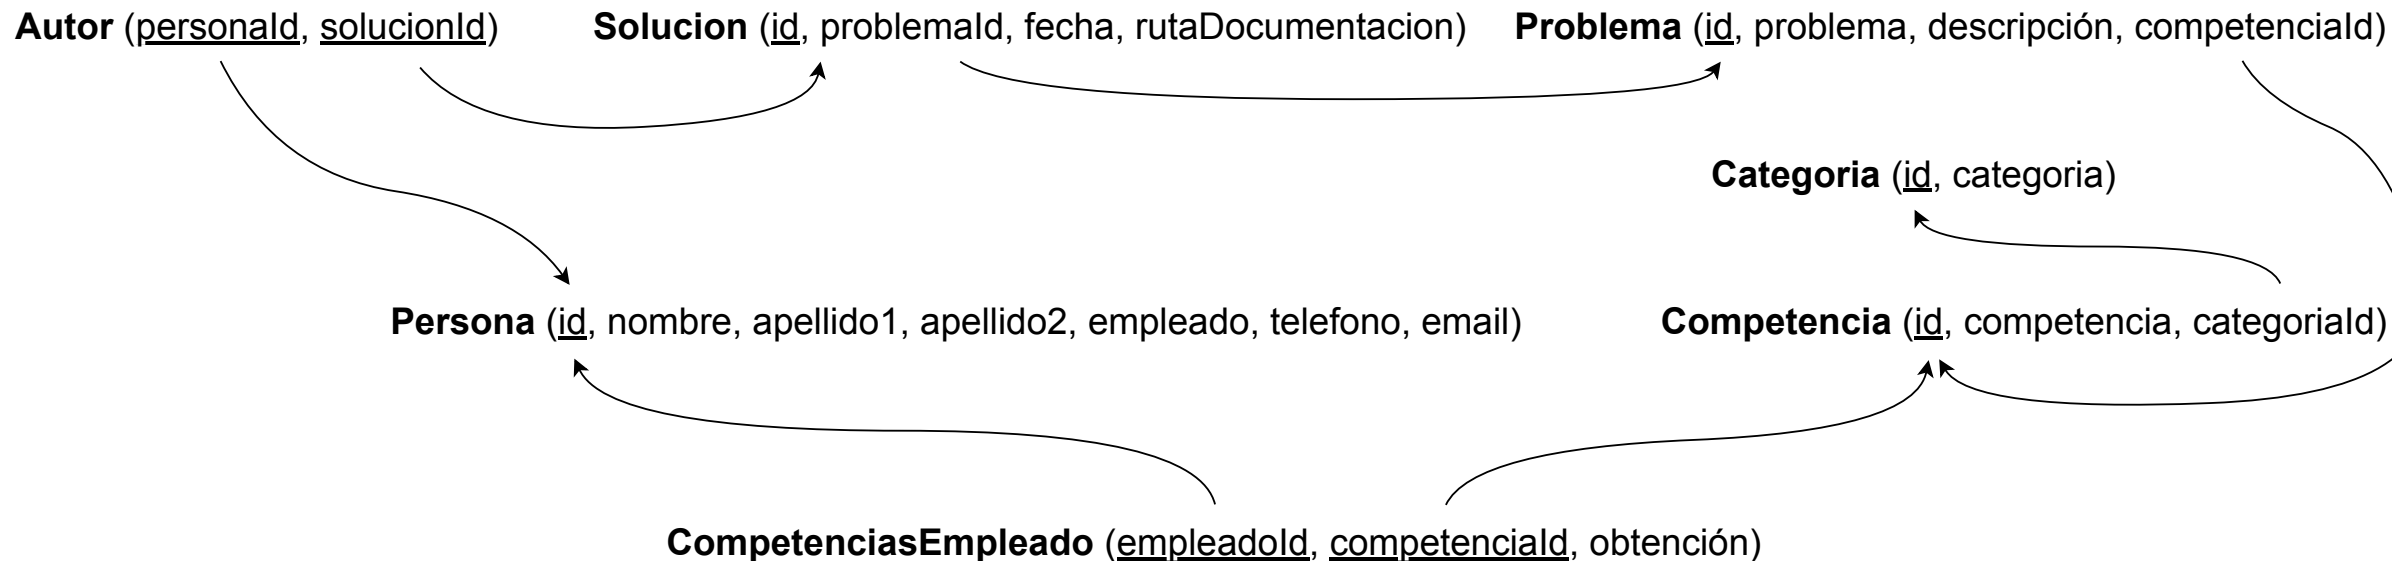 Autor (personaId, solucionId)
Solucion (id, problemaId, fecha, rutaDocumentacion)
Problema (id, problema, descripción, competenciaId)
Categoria (id, categoria)
Persona (id, nombre, apellido1, apellido2, empleado, telefono, email)
Competencia (id, competencia, categoriaId)
CompetenciasEmpleado (empleadoId, competenciaId, obtención)